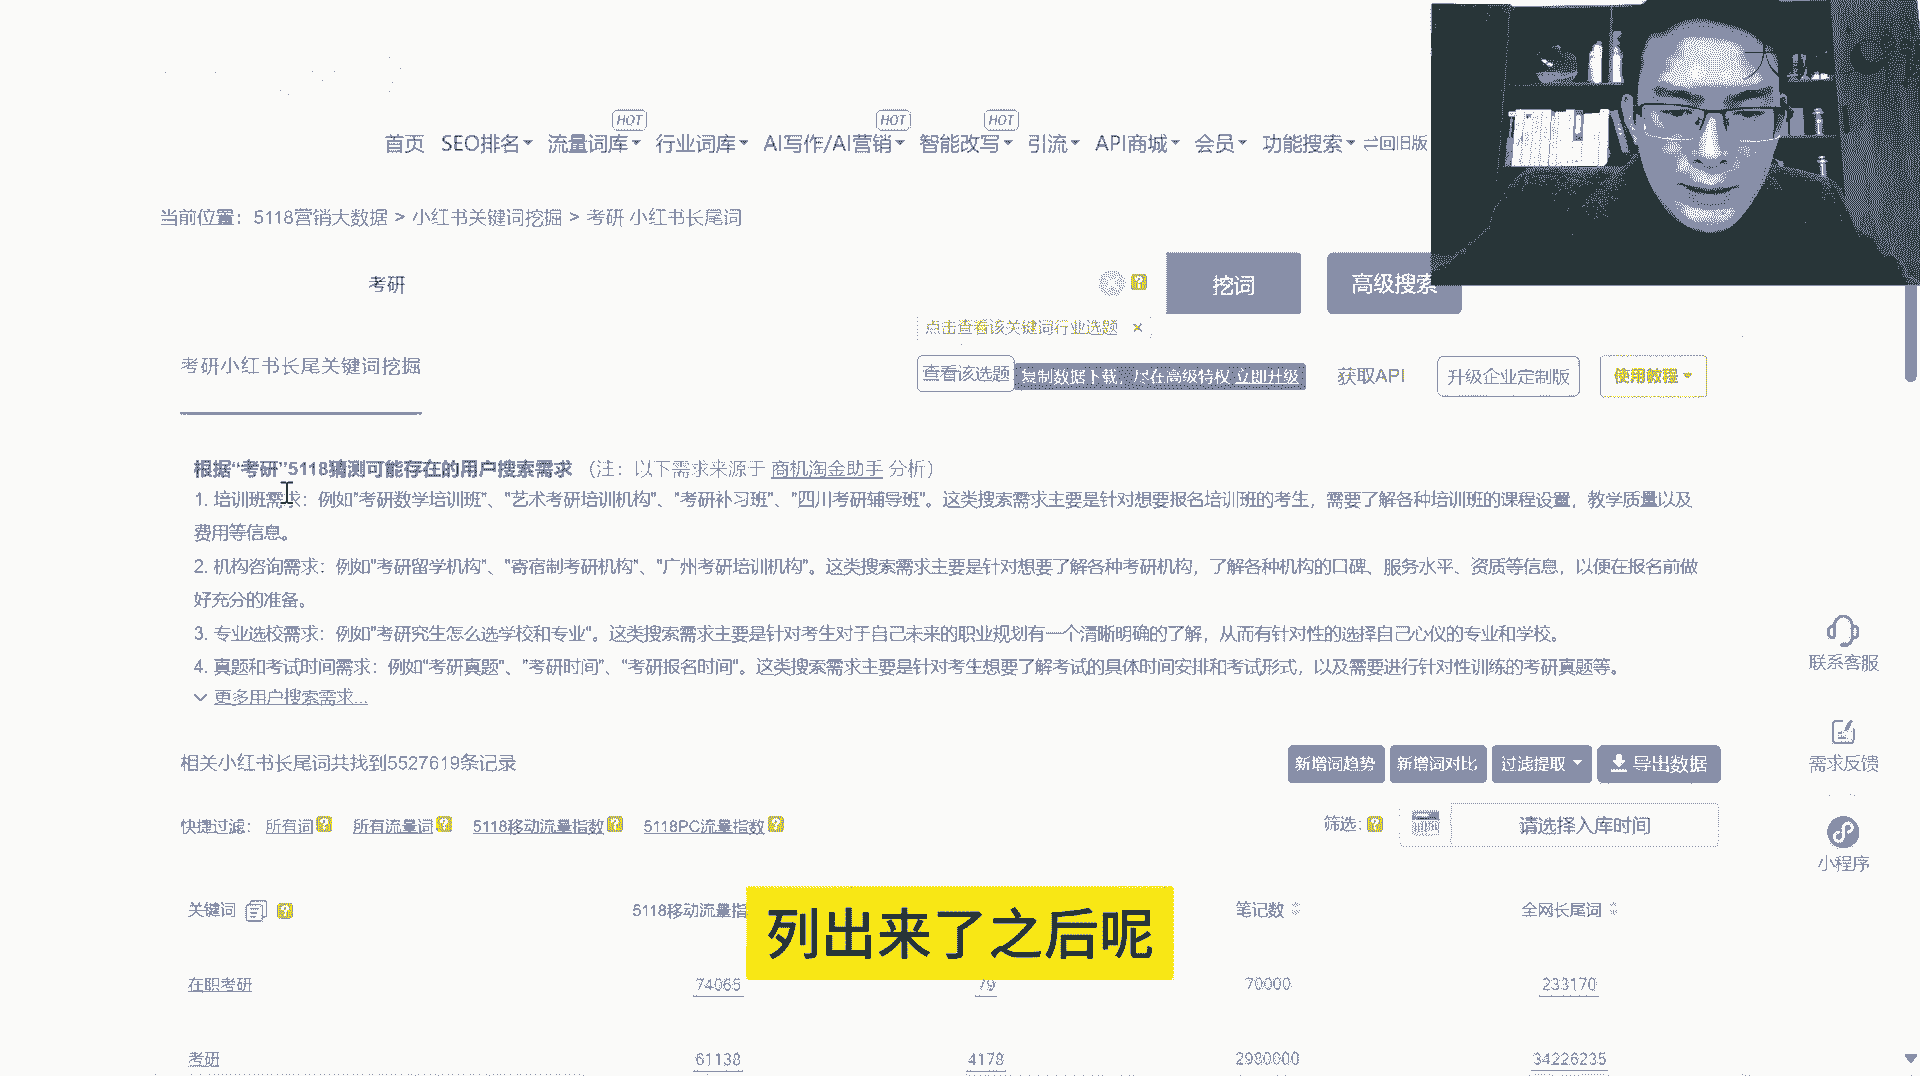 HOT HOT HOT
首页 SEO排名 流量词库 行业词库 AI写作/AI营销 智能改写 引流 API商城 会员 功能搜索 回旧版
当前位置：5118营销大数据 > 小红书关键词挖掘 > 考研 小红书长尾词
考研 挖词 高级搜索
点击查看该关键词行业选题 ×
考研小红书长尾关键词挖掘
查看该选题 复制数据下载，尽在高级特权 立即升级 获取API 升级企业定制版 使用教程
根据“考研”5118猜测可能存在的用户搜索需求 （注：以下需求来源于 商机淘金助手 分析）
1. 培训班需求：例如"考研数学培训班"、"艺术考研培训机构"、"考研补习班"、"四川考研辅导班"。这类搜索需求主要是针对想要报名培训班的考生，需要了解各种培训班的课程设置，教学质量以及
费用等信息。
2. 机构咨询需求：例如"考研留学机构"、"寄宿制考研机构"、"广州考研培训机构"。这类搜索需求主要是针对想要了解各种考研机构，了解各种机构的口碑、服务水平、资质等信息，以便在报名前做
好充分的准备。
3. 专业选校需求：例如"考研究生怎么选学校和专业"。这类搜索需求主要是针对考生对于自己未来的职业规划有一个清晰明确的了解，从而有针对性的选择自己心仪的专业和学校。
4. 真题和考试时间需求：例如"考研真题"、"考研时间"、"考研报名时间"。这类搜索需求主要是针对考生想要了解考试的具体时间安排和考试形式，以及需要进行针对性训练的考研真题等。
更多用户搜索需求...
联系客服
相关小红书长尾词共找到5527619条记录 新增词趋势 新增词对比 过滤提取 导出数据
需求反馈
快捷过滤： 所有词 所有流量词 5118移动流量指数 5118PC流量指数 筛选: 请选择入库时间
小程序
关键词 5118移动流量指 笔记数 全网长尾词
列出来了之后呢
在职考研 74065 79 70000 233170
考研 61138 4178 2980000 34226235